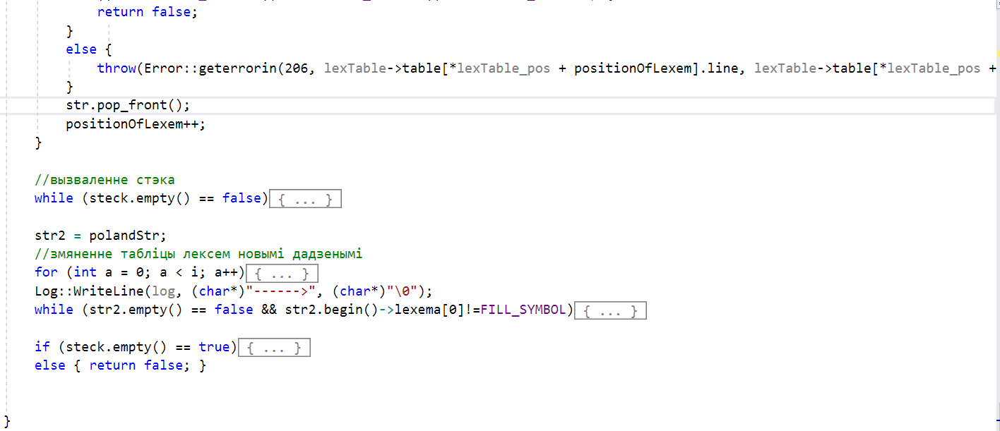 return false;
}
else {
throw(Error::geterrorin(206, lexTable->table[*lexTable_pos + positionOfLexem].line, lexTable->table[*lexTable_pos +
}
str.pop_front();
positionOfLexem++;
}
//вызваленне стэка
while (steck.empty() == false){ ... }
str2 = polandStr;
//змяненне табліцы лексем новымі дадзенымі
for (int a = 0; a < i; a++){ ... }
Log::WriteLine(log, (char*)"------>", (char*)"\0");
while (str2.empty() == false && str2.begin()->lexema[0]!=FILL_SYMBOL){ ... }
if (steck.empty() == true){ ... }
else { return false; }
}